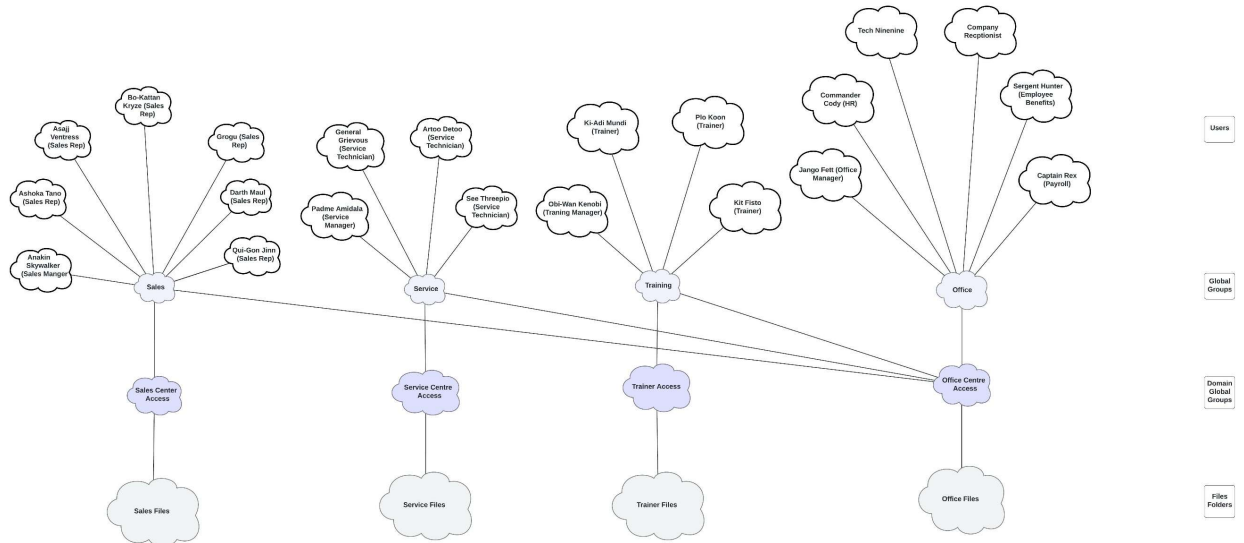 Tech Ninenine
Company
Recptionist
Bo-Kattan
Kryze (Sales
Rep)
Commander
Cody (HR)
Sergent Hunter
(Employee
Benefits)
Asajj
Ventress
(Sales Rep)
Grogu (Sales
Rep)
General
Grievous
(Service
Technician)
Artoo Detoo
(Service
Technician)
Ki-Adi Mundi
(Trainer)
Plo Koon
(Trainer)
Users
Jango Fett (Office
Manager)
Captain Rex
(Payroll)
Ashoka Tano
(Sales Rep)
Darth Maul
(Sales Rep)
Padme Amidala
(Service
Manager)
See Threepio
(Service
Technician)
Obi-Wan Kenobi
(Traning Manager)
Kit Fisto
(Trainer)
Anakin
Skywalker
(Sales Manger
Qui-Gon Jinn
(Sales Rep)
Sales
Service
Training
Office
Global
Groups
Sales Center
Access
Service Centre
Access
Trainer Access
Office Centre
Access
Domain
Global
Groups
Sales Files
Service Files
Trainer Files
Office Files
Files
Folders